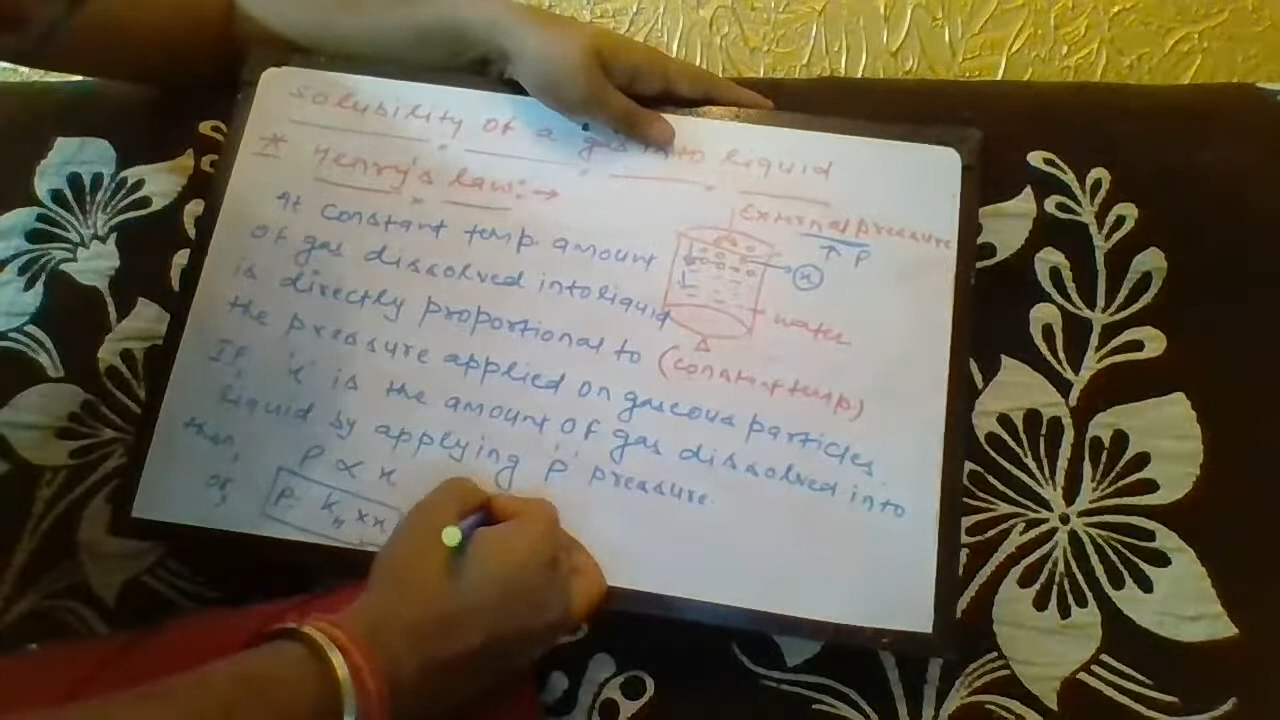 Solubility of a gas into liquid
* Henry's law:→
External pressure
At constant temp. amount
↑ P
of gas dissolved into liquid
x
is directly proportional to
water
(constant temp)
the pressure applied on gaseous particles.
If, 'x' is the amount of gas dissolved into
liquid by applying 'P' pressure.
then,
P ∝ x
or,
P = K_H × x